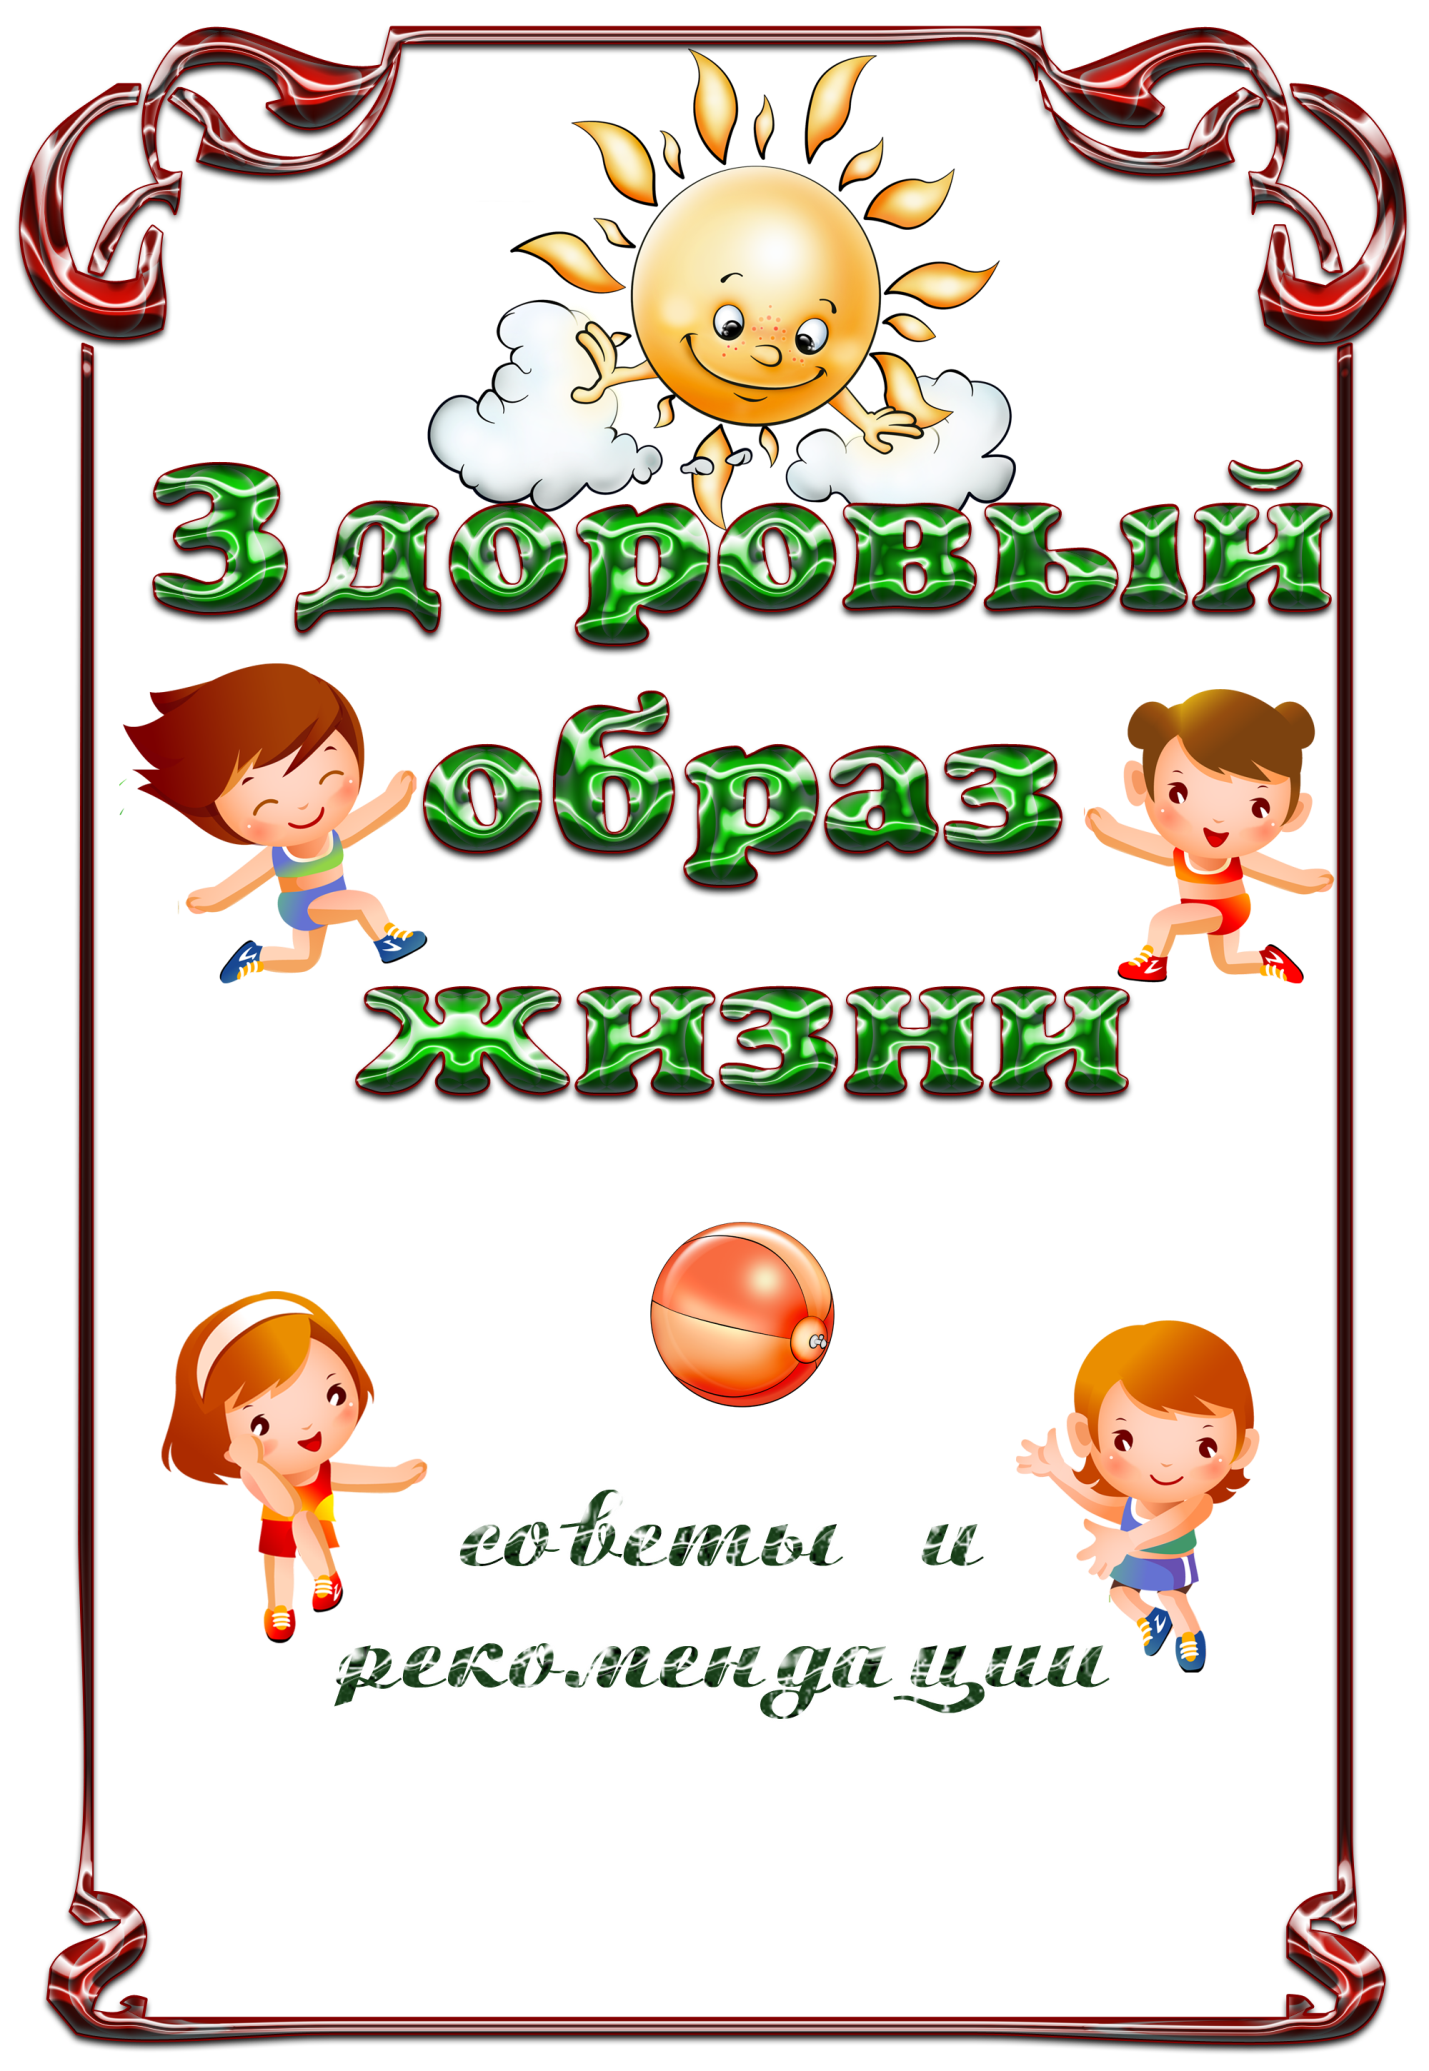 Здоровый
образ
жизни
советы и
рекомендации